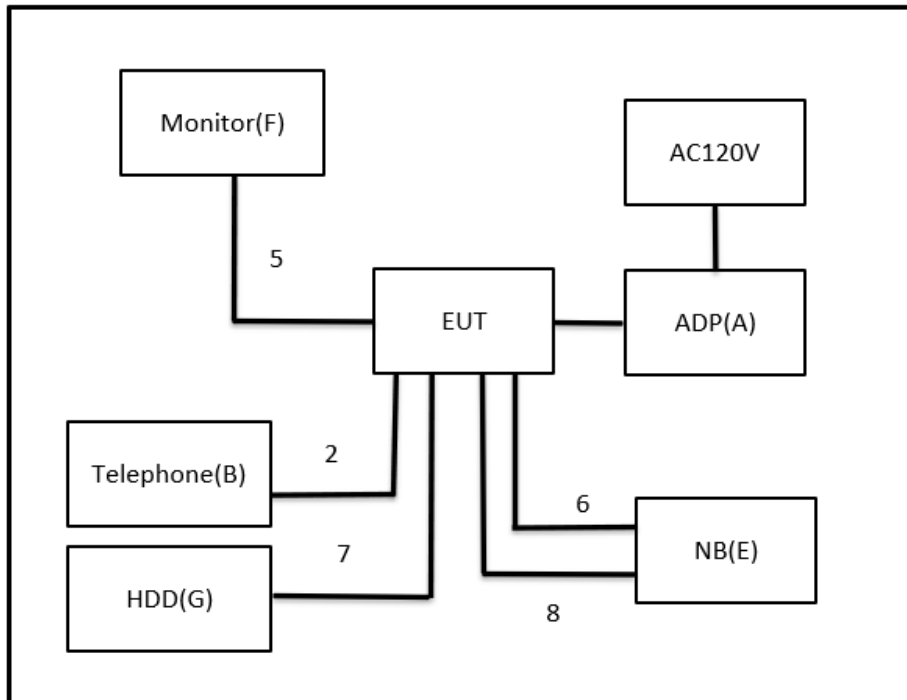 Monitor(F)
AC120V
5
EUT
ADP(A)
Telephone(B)
2
6
NB(E)
7
HDD(G)
8